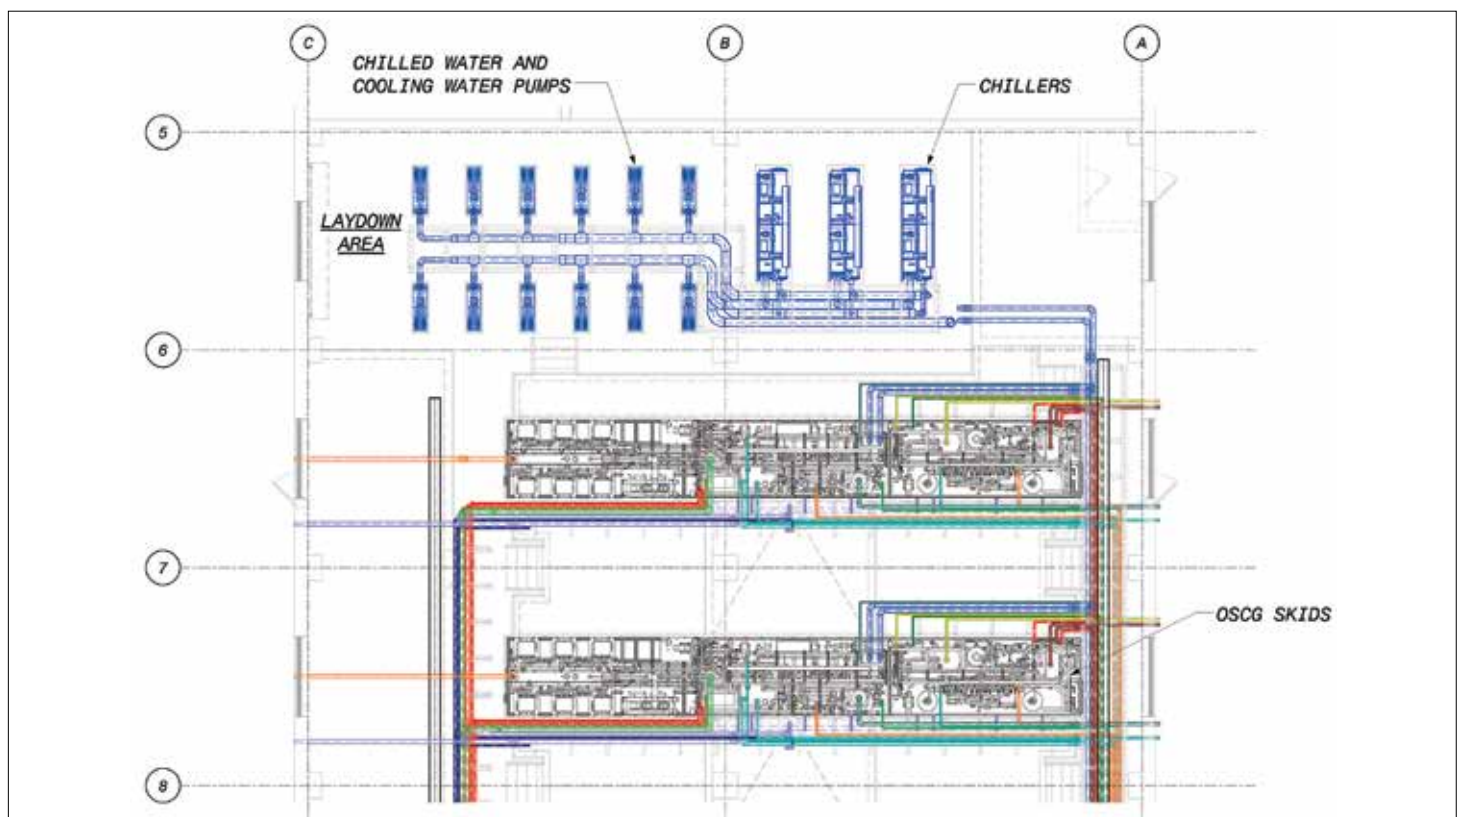 C
B
A
CHILLED WATER AND
COOLING WATER PUMPS
CHILLERS
5
LAYDOWN
AREA
6
7
OSCG SKIDS
8